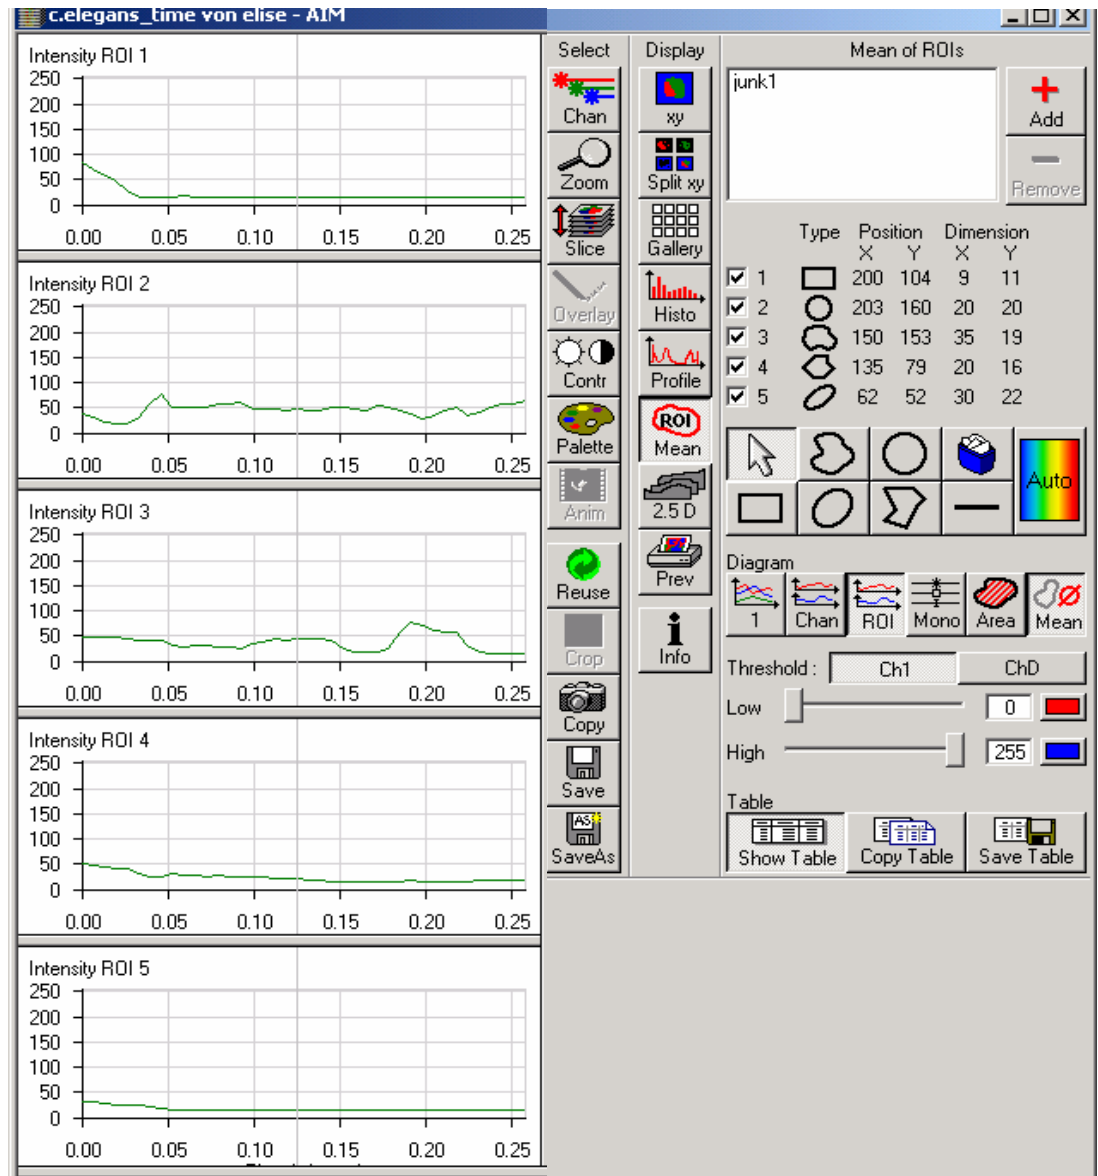 c.elegans_time von elise - AIM
Intensity ROI 1
250
200
150
100
50
0
0.00 0.05 0.10 0.15 0.20 0.25
Intensity ROI 2
250
200
150
100
50
0
0.00 0.05 0.10 0.15 0.20 0.25
Intensity ROI 3
250
200
150
100
50
0
0.00 0.05 0.10 0.15 0.20 0.25
Intensity ROI 4
250
200
150
100
50
0
0.00 0.05 0.10 0.15 0.20 0.25
Intensity ROI 5
250
200
150
100
50
0
0.00 0.05 0.10 0.15 0.20 0.25
Select
Chan
Zoom
Slice
Overlay
Contr
Palette
Anim
Reuse
Crop
Copy
Save
AS
SaveAs
Display
xy
Split xy
Gallery
Histo
Profile
ROI
Mean
2.5 D
Prev
Info
Mean of ROIs
junk1
Add
Remove
Type Position Dimension
X Y X Y
1 200 104 9 11
2 203 160 20 20
3 150 153 35 19
4 135 79 20 16
5 62 52 30 22
Auto
Diagram
1 Chan ROI Mono Area Mean
Threshold : Ch1 ChD
Low 0
High 255
Table
Show Table Copy Table Save Table